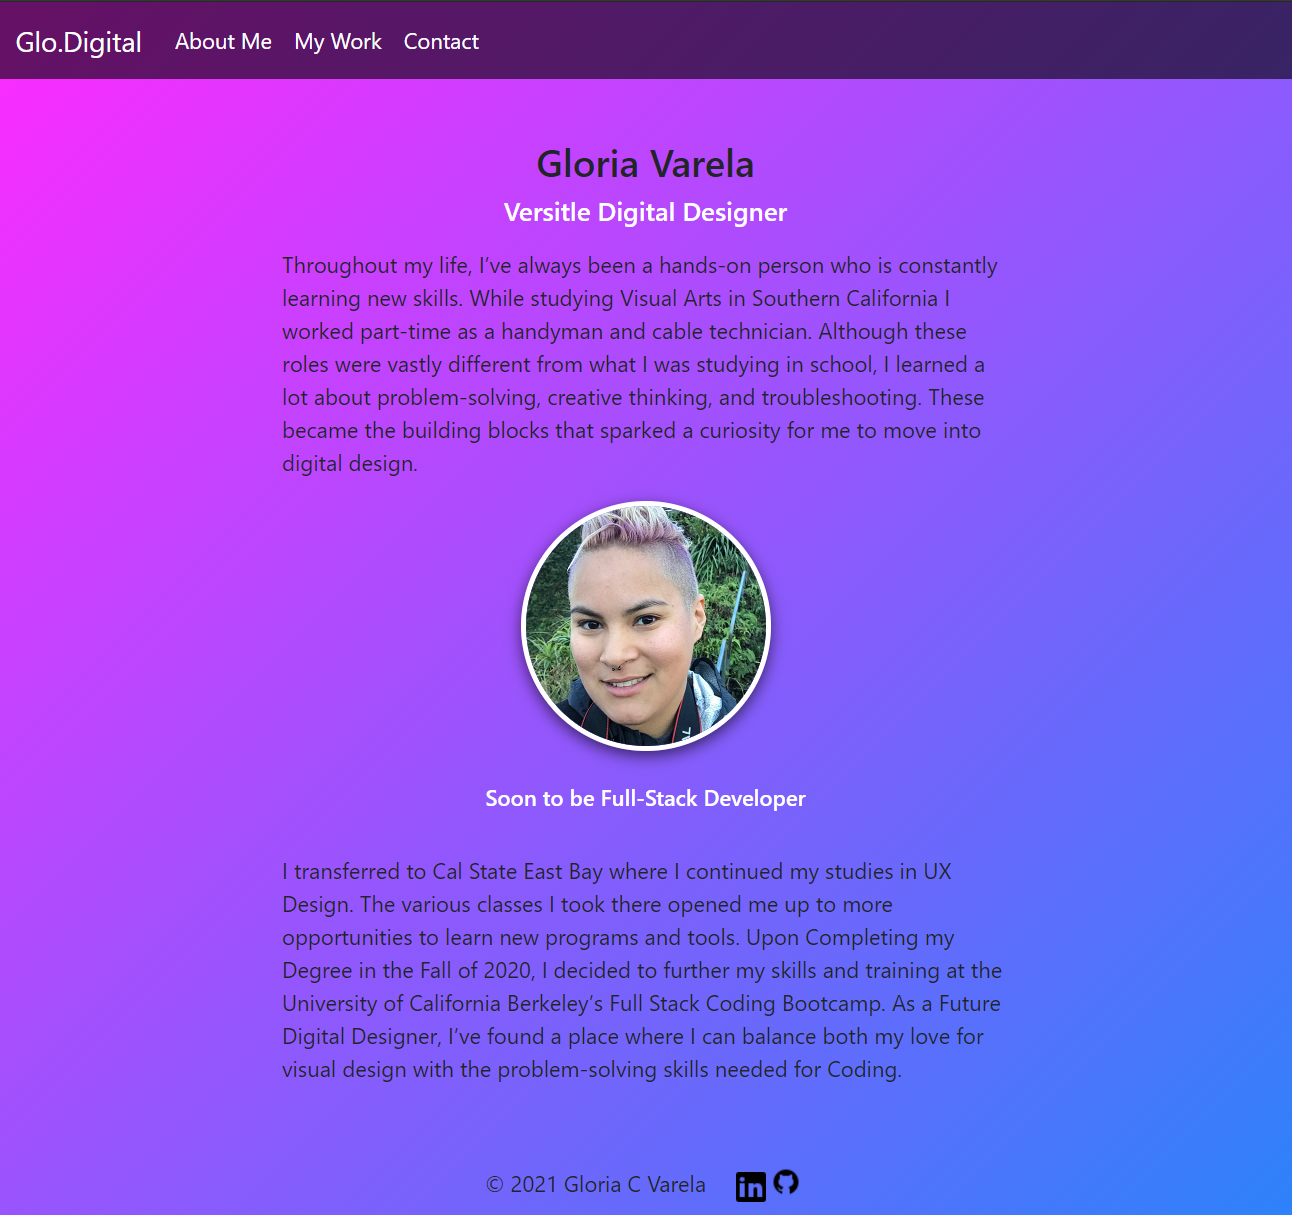 Glo.Digital About Me My Work Contact
Gloria Varela
Versitle Digital Designer
Throughout my life, I’ve always been a hands-on person who is constantly
learning new skills. While studying Visual Arts in Southern California I
worked part-time as a handyman and cable technician. Although these
roles were vastly different from what I was studying in school, I learned a
lot about problem-solving, creative thinking, and troubleshooting. These
became the building blocks that sparked a curiosity for me to move into
digital design.
Soon to be Full-Stack Developer
I transferred to Cal State East Bay where I continued my studies in UX
Design. The various classes I took there opened me up to more
opportunities to learn new programs and tools. Upon Completing my
Degree in the Fall of 2020, I decided to further my skills and training at the
University of California Berkeley’s Full Stack Coding Bootcamp. As a Future
Digital Designer, I’ve found a place where I can balance both my love for
visual design with the problem-solving skills needed for Coding.
© 2021 Gloria C Varela in